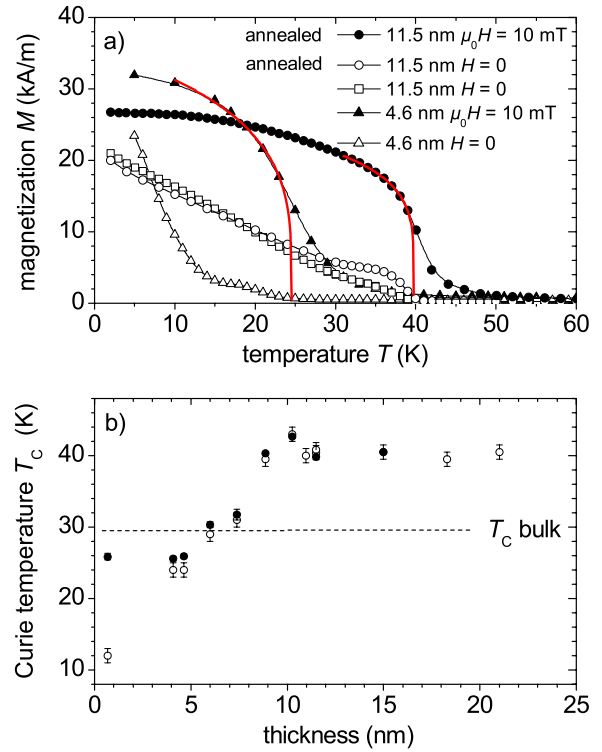 a)
annealed 11.5 nm μ₀H = 10 mT
annealed 11.5 nm H = 0
11.5 nm H = 0
4.6 nm μ₀H = 10 mT
4.6 nm H = 0
magnetization M (kA/m)
40
30
20
10
0
0 10 20 30 40 50 60
temperature T (K)
b)
Curie temperature T_C (K)
40
30
20
10
T_C bulk
0 5 10 15 20 25
thickness (nm)